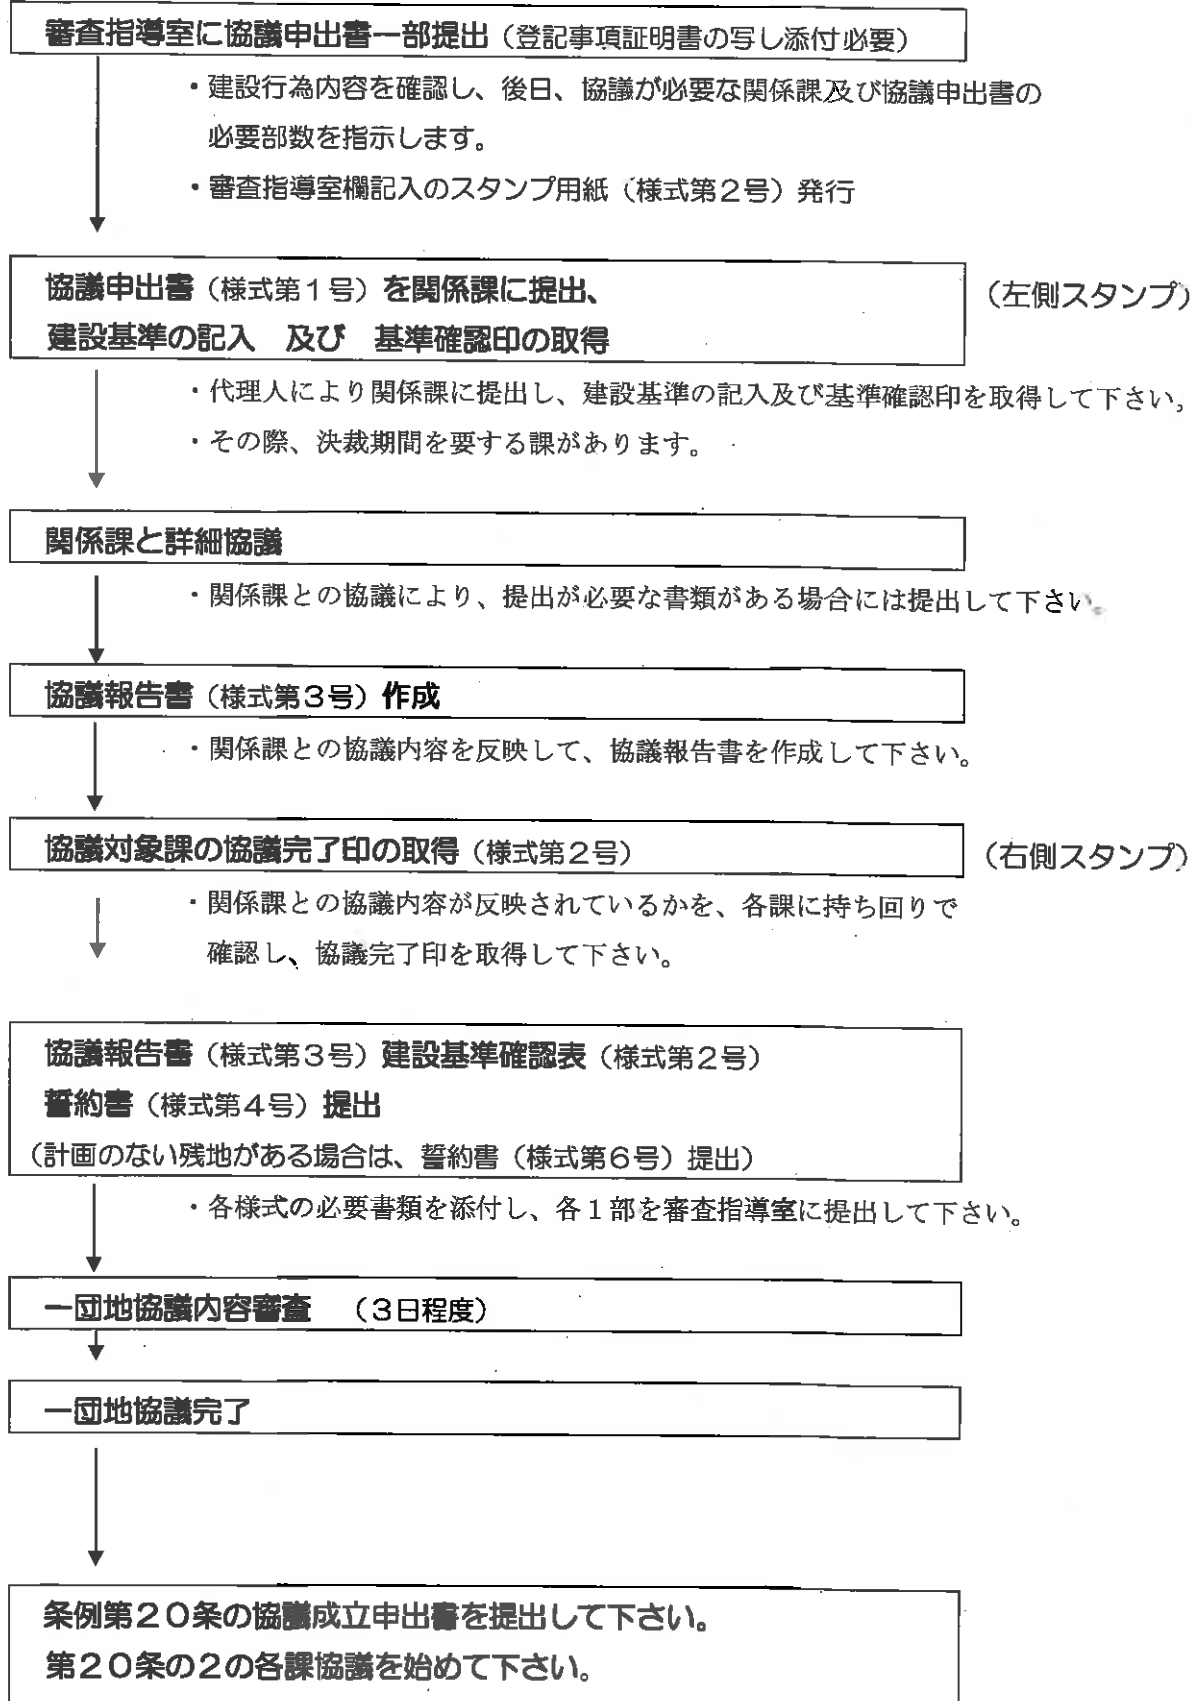 審査指導室に協議申出書一部提出（登記事項証明書の写し添付必要）
・建設行為内容を確認し、後日、協議が必要な関係課及び協議申出書の
必要部数を指示します。
・審査指導室欄記入のスタンプ用紙（様式第２号）発行
協議申出書（様式第１号）を関係課に提出、
（左側スタンプ）
建設基準の記入　及び　基準確認印の取得
・代理人により関係課に提出し、建設基準の記入及び基準確認印を取得して下さい。
・その際、決裁期間を要する課があります。
関係課と詳細協議
・関係課との協議により、提出が必要な書類がある場合には提出して下さい。
協議報告書（様式第３号）作成
・関係課との協議内容を反映して、協議報告書を作成して下さい。
協議対象課の協議完了印の取得（様式第２号）
（右側スタンプ）
・関係課との協議内容が反映されているかを、各課に持ち回りで
確認し、協議完了印を取得して下さい。
協議報告書（様式第３号）建設基準確認表（様式第２号）
誓約書（様式第４号）提出
（計画のない残地がある場合は、誓約書（様式第６号）提出）
・各様式の必要書類を添付し、各１部を審査指導室に提出して下さい。
一団地協議内容審査　（３日程度）
一団地協議完了
条例第２０条の協議成立申出書を提出して下さい。
第２０条の２の各課協議を始めて下さい。